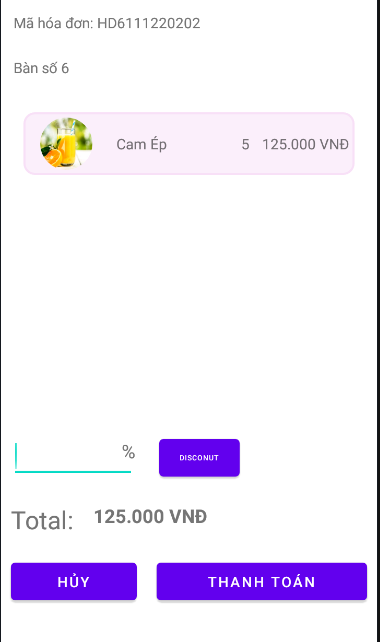 Mã hóa đơn: HD6111220202
Bàn số 6
Cam Ép 5 125.000 VNĐ
% DISCONUT
Total: 125.000 VNĐ
HỦY THANH TOÁN